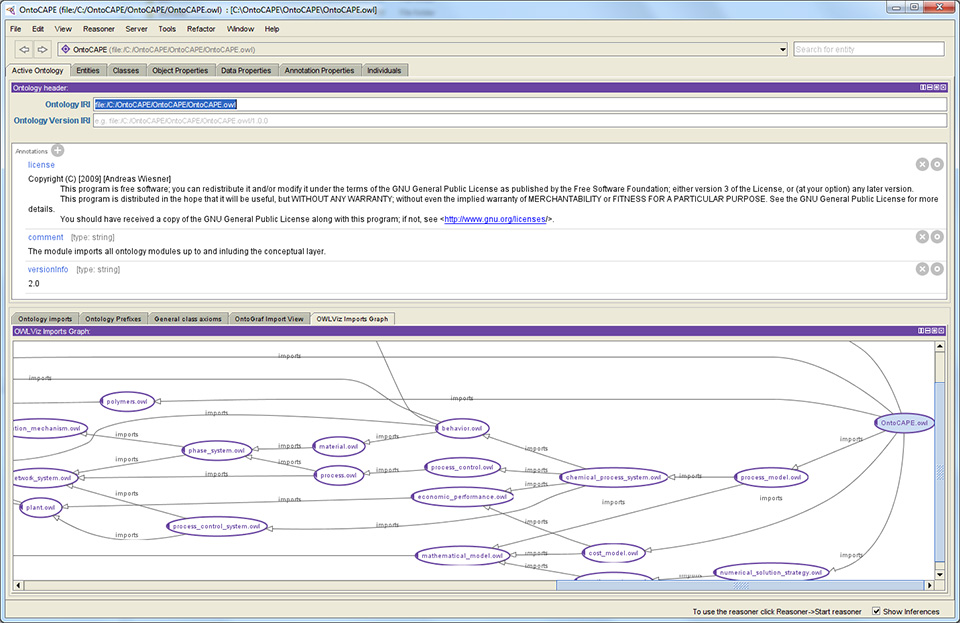 OntoCAPE (file:/C:/OntoCAPE/OntoCAPE/OntoCAPE.owl) : [C:\OntoCAPE\OntoCAPE\OntoCAPE.owl]
File Edit View Reasoner Server Tools Refactor Window Help
OntoCAPE (file:/C:/OntoCAPE/OntoCAPE/OntoCAPE.owl)
Search for entity
Active Ontology Entities Classes Object Properties Data Properties Annotation Properties Individuals
Ontology header:
Ontology IRI file:/C:/OntoCAPE/OntoCAPE/OntoCAPE.owl
Ontology Version IRI e.g. file:/C:/OntoCAPE/OntoCAPE/OntoCAPE.owl/1.0.0
Annotations
license
Copyright (C) [2009] [Andreas Wiesner]
This program is free software; you can redistribute it and/or modify it under the terms of the GNU General Public License as published by the Free Software Foundation; either version 3 of the License, or (at your option) any later version.
This program is distributed in the hope that it will be useful, but WITHOUT ANY WARRANTY; without even the implied warranty of MERCHANTABILITY or FITNESS FOR A PARTICULAR PURPOSE. See the GNU General Public License for more
details.
You should have received a copy of the GNU General Public License along with this program; if not, see <http://www.gnu.org/licenses/>.
comment [type: string]
The module imports all ontology modules up to and inluding the conceptual layer.
versionInfo [type: string]
2.0
Ontology imports Ontology Prefixes General class axioms OntoGraf Import View OWLViz Imports Graph
OWLViz Imports Graph:
imports
imports
polymers.owl
imports
imports
OntoCAPE.owl
tion_mechanism.owl
imports
behavior.owl
imports
imports
phase_system.owl
imports
material.owl
imports
imports
imports
process_control.owl
imports
etwork_system.owl
process.owl
imports
chemical_process_system.owl
imports
process_model.owl
imports
economic_performance.owl
imports
imports
imports
imports
plant.owl
process_control_system.owl
imports
imports
imports
mathematical_model.owl
imports
cost_model.owl
imports
imports
imports
numerical_solution_strategy.owl
To use the reasoner click Reasoner->Start reasoner Show Inferences